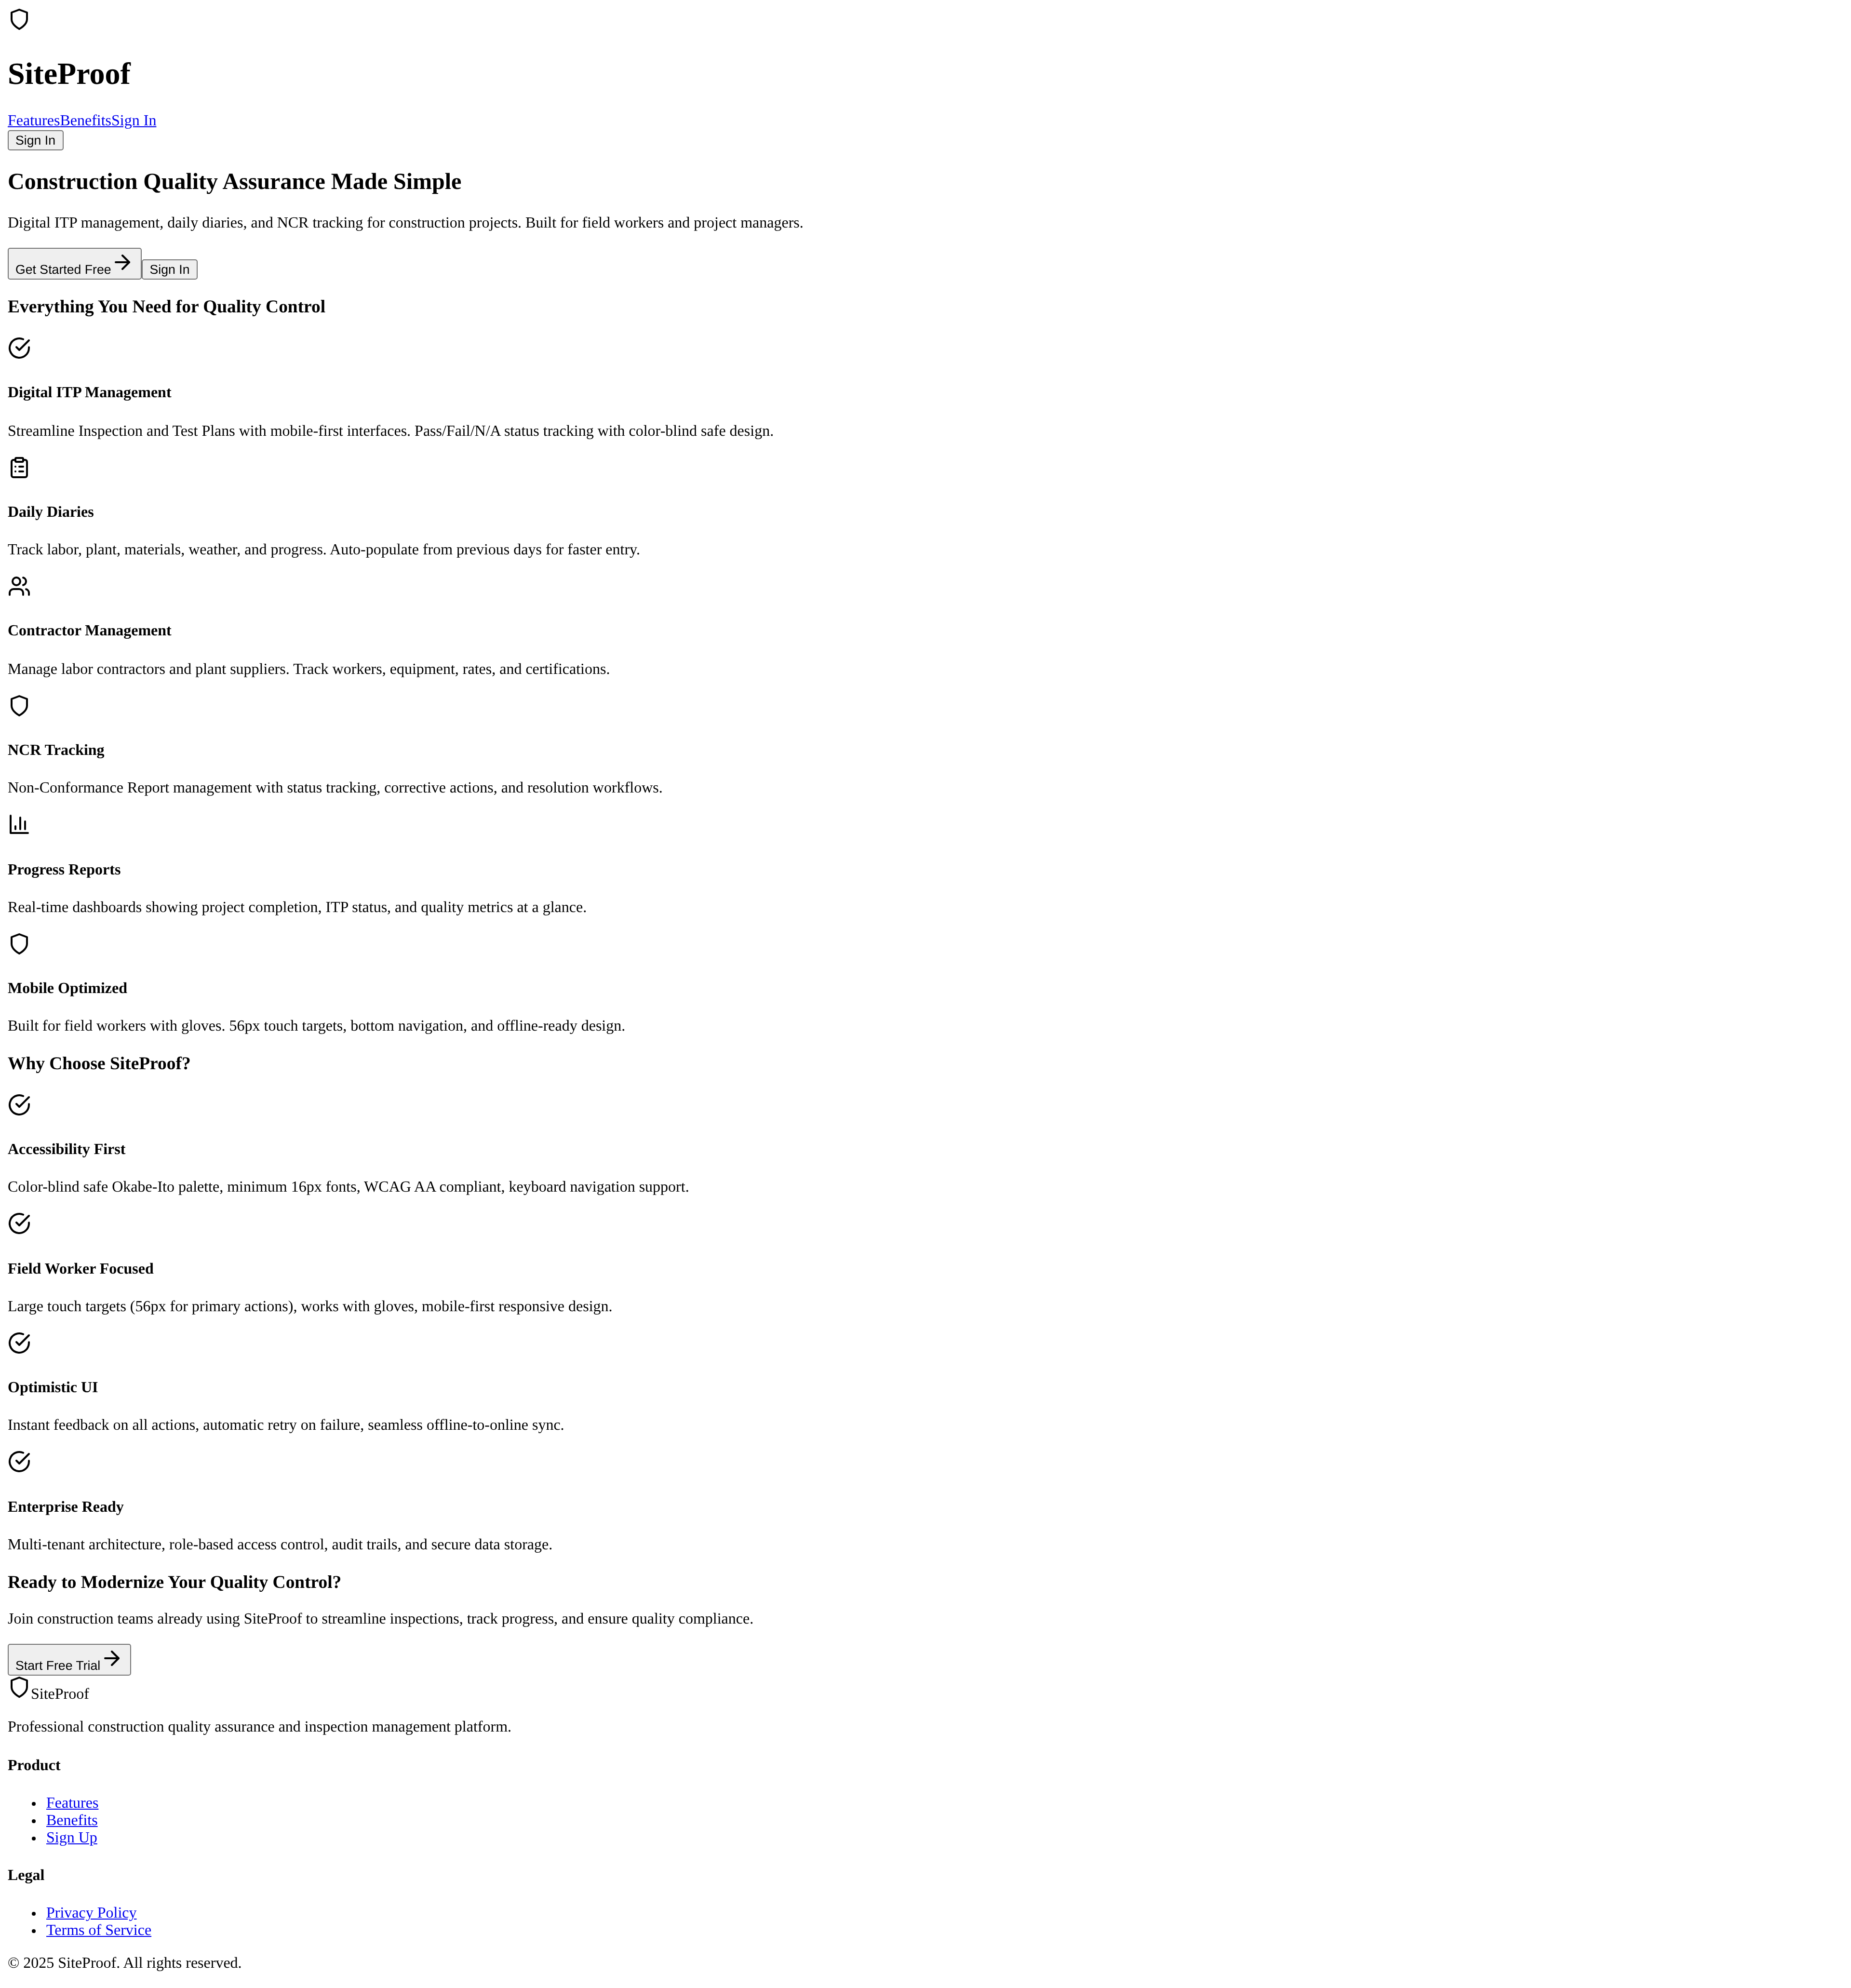 SiteProof
FeaturesBenefitsSign In
Sign In
Construction Quality Assurance Made Simple
Digital ITP management, daily diaries, and NCR tracking for construction projects. Built for field workers and project managers.
Get Started Free Sign In
Everything You Need for Quality Control
Digital ITP Management
Streamline Inspection and Test Plans with mobile-first interfaces. Pass/Fail/N/A status tracking with color-blind safe design.
Daily Diaries
Track labor, plant, materials, weather, and progress. Auto-populate from previous days for faster entry.
Contractor Management
Manage labor contractors and plant suppliers. Track workers, equipment, rates, and certifications.
NCR Tracking
Non-Conformance Report management with status tracking, corrective actions, and resolution workflows.
Progress Reports
Real-time dashboards showing project completion, ITP status, and quality metrics at a glance.
Mobile Optimized
Built for field workers with gloves. 56px touch targets, bottom navigation, and offline-ready design.
Why Choose SiteProof?
Accessibility First
Color-blind safe Okabe-Ito palette, minimum 16px fonts, WCAG AA compliant, keyboard navigation support.
Field Worker Focused
Large touch targets (56px for primary actions), works with gloves, mobile-first responsive design.
Optimistic UI
Instant feedback on all actions, automatic retry on failure, seamless offline-to-online sync.
Enterprise Ready
Multi-tenant architecture, role-based access control, audit trails, and secure data storage.
Ready to Modernize Your Quality Control?
Join construction teams already using SiteProof to streamline inspections, track progress, and ensure quality compliance.
Start Free Trial
SiteProof
Professional construction quality assurance and inspection management platform.
Product
Features
Benefits
Sign Up
Legal
Privacy Policy
Terms of Service
© 2025 SiteProof. All rights reserved.